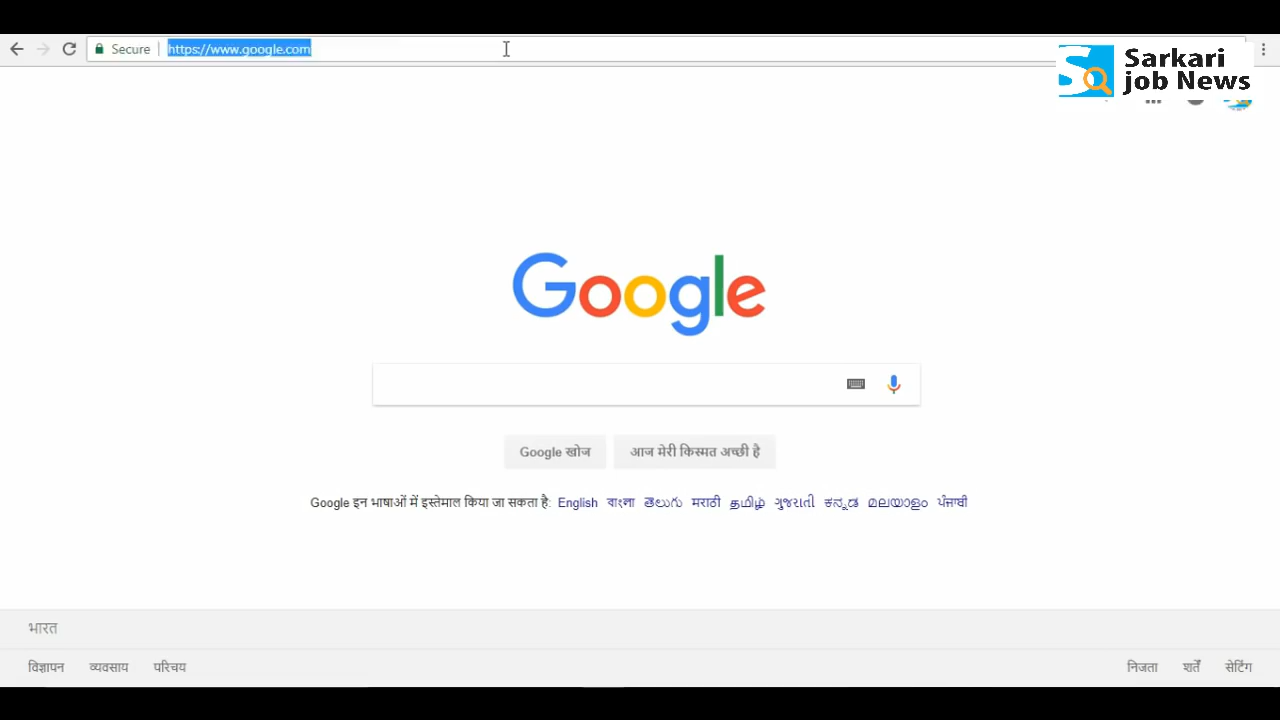 Secure https://www.google.com
Sarkari
job News
Google
Google खोज
आज मेरी किस्मत अच्छी है
Google इन भाषाओं में इस्तेमाल किया जा सकता है: English বাংলা తెలుగు मराठी தமிழ் ગુજરાતી ಕನ್ನಡ മലയാളം ਪੰਜਾਬੀ
भारत
विज्ञापन व्यवसाय परिचय निजता शर्तें सेटिंग